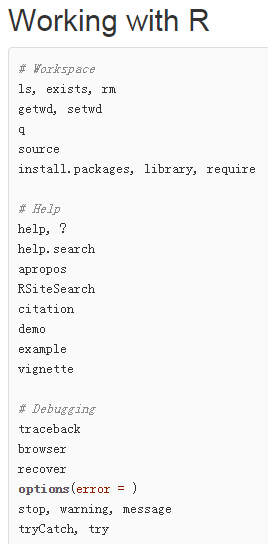 Working with R
# Workspace
ls, exists, rm
getwd, setwd
q
source
install.packages, library, require
# Help
help, ?
help.search
apropos
RSiteSearch
citation
demo
example
vignette
# Debugging
traceback
browser
recover
options(error = )
stop, warning, message
tryCatch, try